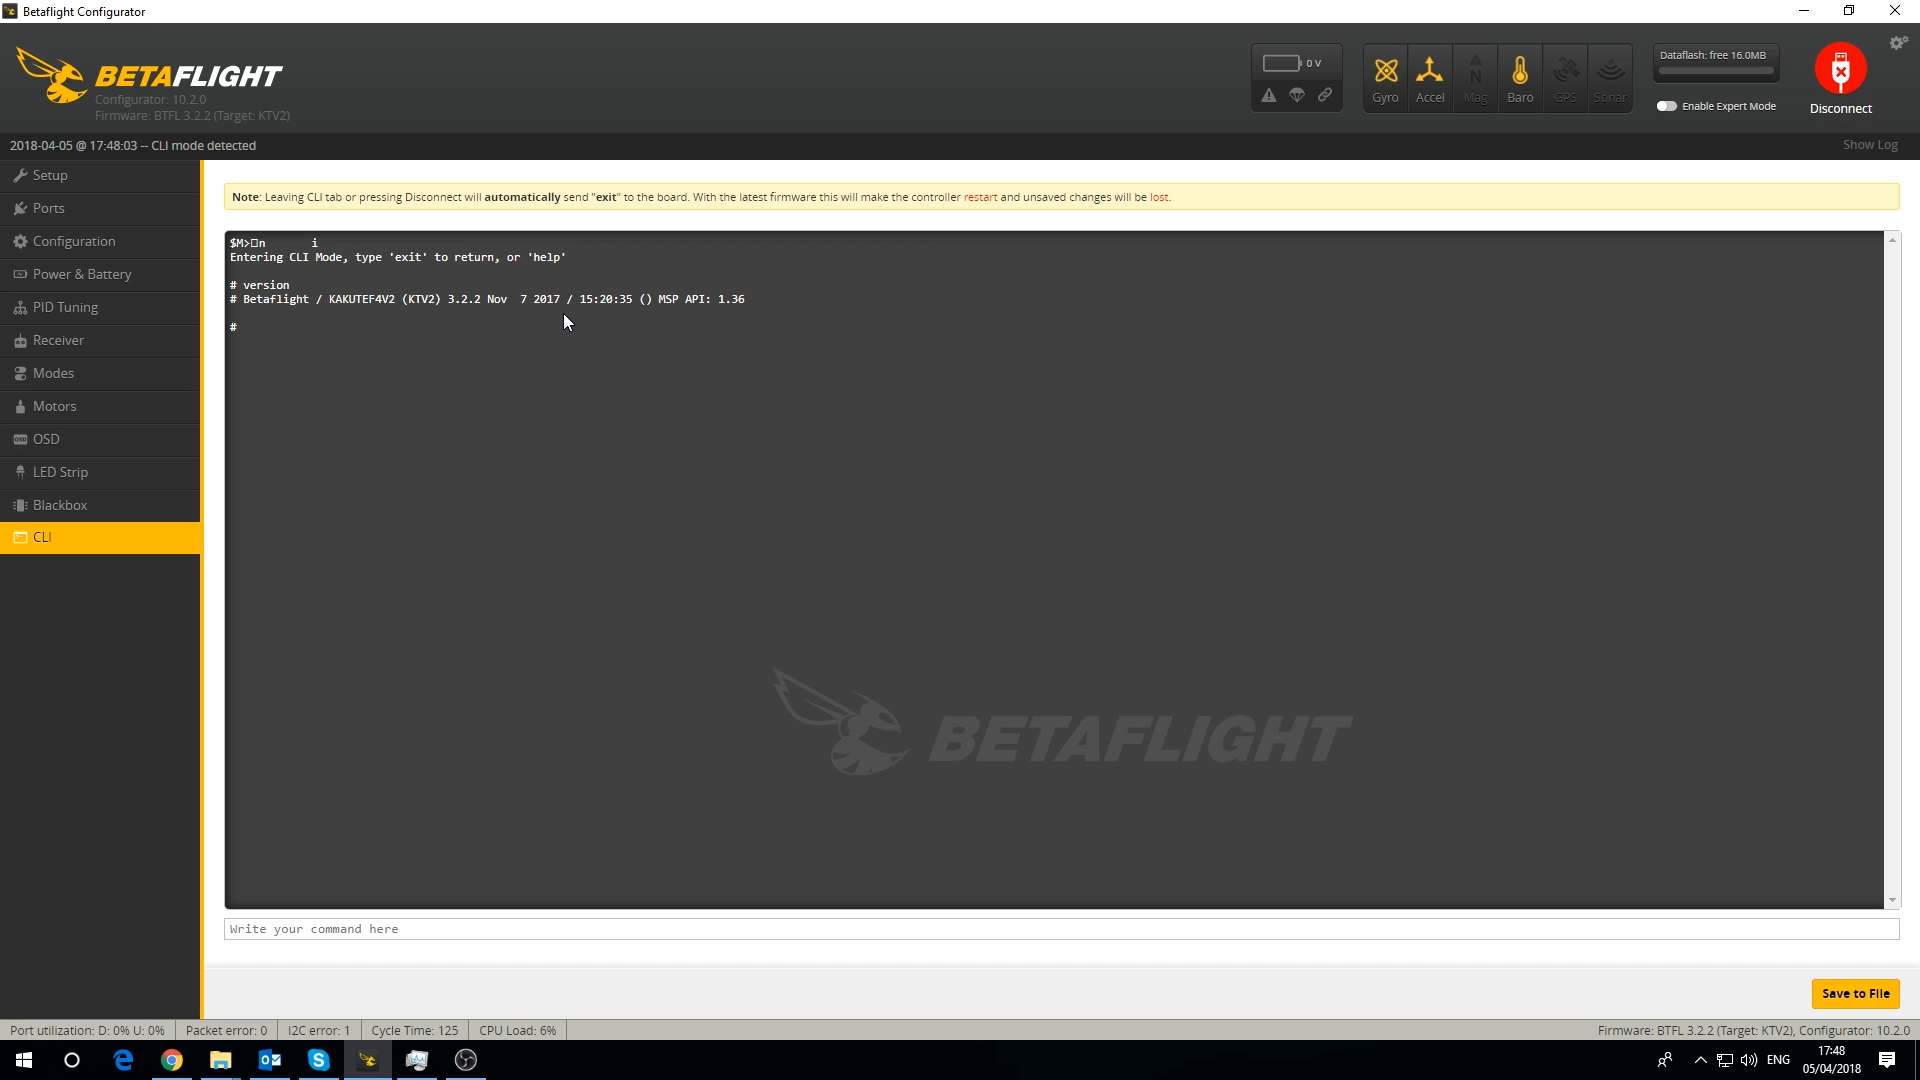 Betaflight Configurator
BETAFLIGHT
Configurator: 10.2.0
Firmware: BTFL 3.2.2 (Target: KTV2)
0 V
Gyro
Accel
Mag
Baro
GPS
Sonar
Dataflash: free 16.0MB
Enable Expert Mode
Disconnect
2018-04-05 @ 17:48:03 -- CLI mode detected
Show Log
Setup
Ports
Configuration
Power & Battery
PID Tuning
Receiver
Modes
Motors
OSD
LED Strip
Blackbox
CLI
Note: Leaving CLI tab or pressing Disconnect will automatically send "exit" to the board. With the latest firmware this will make the controller restart and unsaved changes will be lost.
$M>□n       i
Entering CLI Mode, type 'exit' to return, or 'help'
# version
# Betaflight / KAKUTEF4V2 (KTV2) 3.2.2 Nov  7 2017 / 15:20:35 () MSP API: 1.36
#
BETAFLIGHT
Write your command here
Save to File
Port utilization: D: 0% U: 0%
Packet error: 0
I2C error: 1
Cycle Time: 125
CPU Load: 6%
Firmware: BTFL 3.2.2 (Target: KTV2), Configurator: 10.2.0
ENG
17:48
05/04/2018